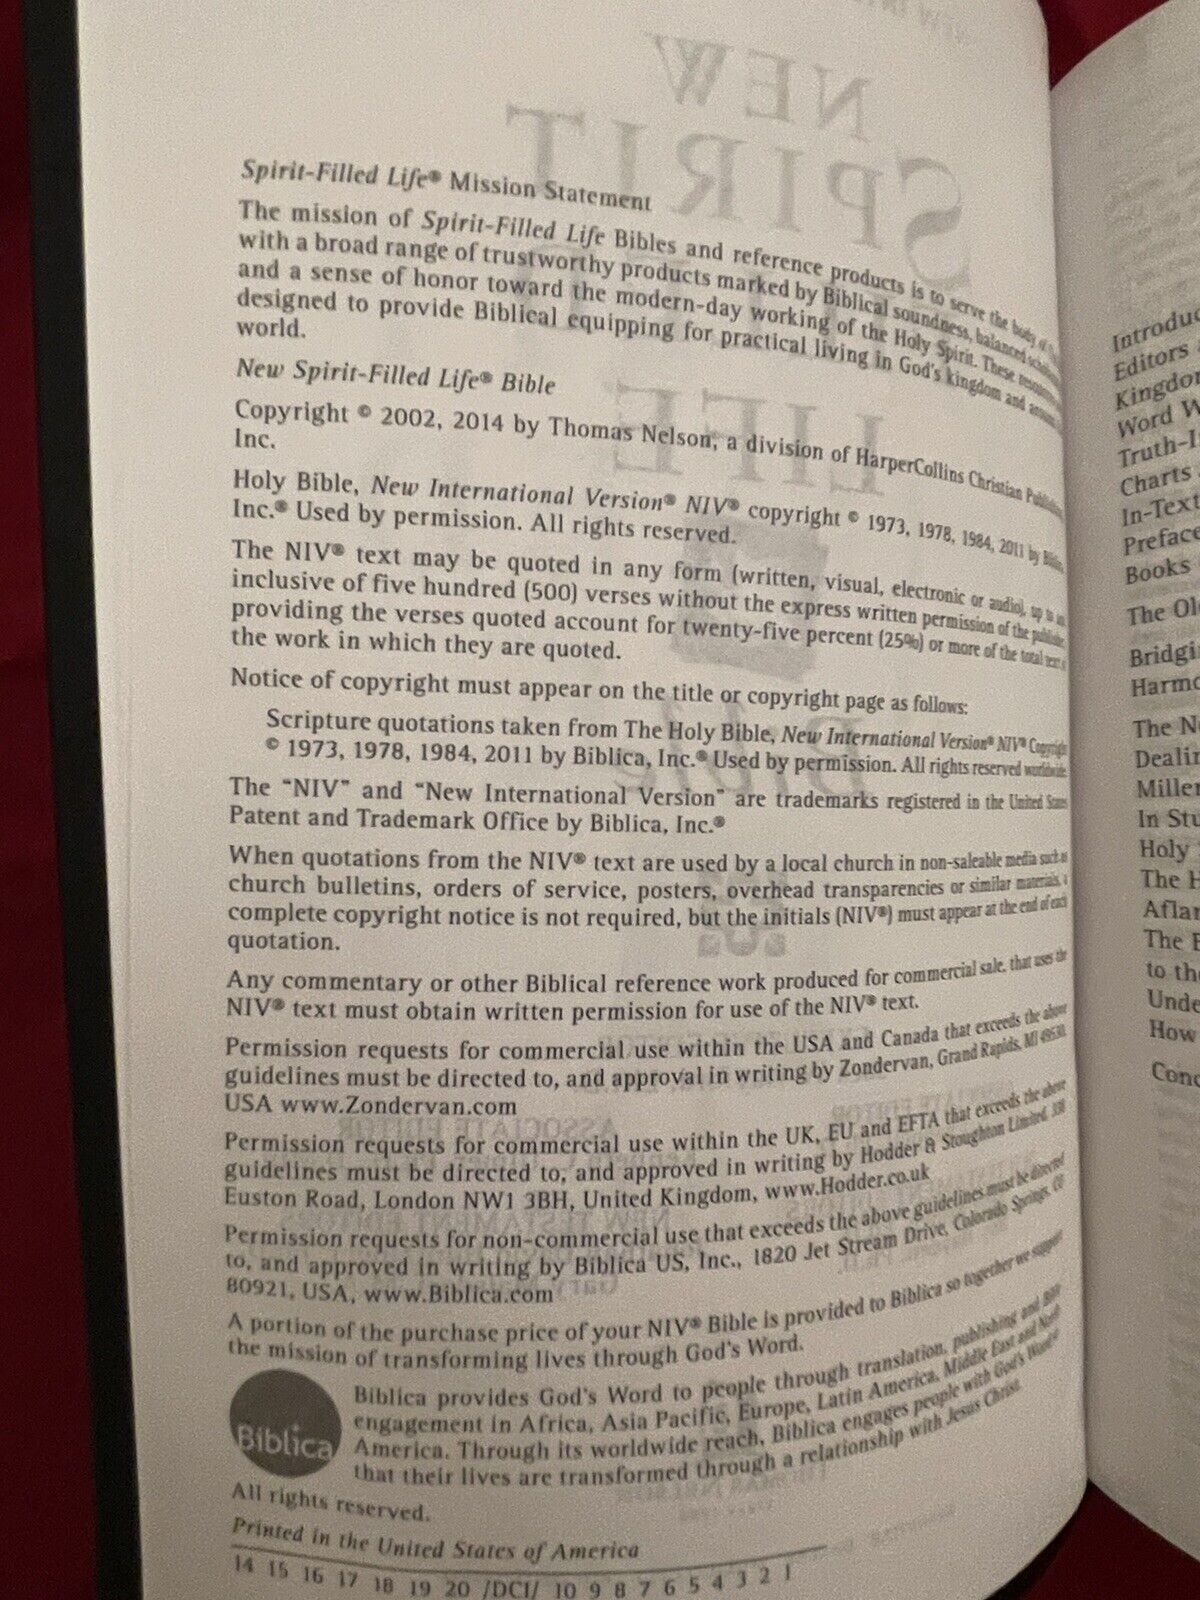 Spirit-Filled Life® Mission Statement
The mission of Spirit-Filled Life Bibles and reference products is to serve the body of
with a broad range of trustworthy products marked by Biblical soundness, balanced
and a sense of honor toward the modern-day working of the Holy Spirit. These
designed to provide Biblical equipping for practical living in God's kingdom and
world.
New Spirit-Filled Life® Bible
Copyright © 2002, 2014 by Thomas Nelson, a division of HarperCollins Christian
Inc.
Holy Bible, New International Version® NIV® copyright © 1973, 1978, 1984, 2011 by Biblica,
Inc.® Used by permission. All rights reserved.
The NIV® text may be quoted in any form (written, visual, electronic or audio), up to
inclusive of five hundred (500) verses without the express written permission of the publisher,
providing the verses quoted account for twenty-five percent (25%) or more of the total text
the work in which they are quoted.
Notice of copyright must appear on the title or copyright page as follows:
Scripture quotations taken from The Holy Bible, New International Version® NIV® Copyright
© 1973, 1978, 1984, 2011 by Biblica, Inc.® Used by permission. All rights reserved worldwide.
The “NIV” and “New International Version” are trademarks registered in the United States
Patent and Trademark Office by Biblica, Inc.®
When quotations from the NIV® text are used by a local church in non-saleable media such as
church bulletins, orders of service, posters, overhead transparencies or similar materials, a
complete copyright notice is not required, but the initials (NIV®) must appear at the end of each
quotation.
Any commentary or other Biblical reference work produced for commercial sale, that uses the
NIV® text must obtain written permission for use of the NIV® text.
Permission requests for commercial use within the USA and Canada that exceeds the above
guidelines must be directed to, and approval in writing by Zondervan, Grand Rapids, MI 49530.
USA www.Zondervan.com
Permission requests for commercial use within the UK, EU and EFTA that exceeds the above
guidelines must be directed to, and approved in writing by Hodder & Stoughton Limited, 338
Euston Road, London NW1 3BH, United Kingdom, www.Hodder.co.uk
Permission requests for non-commercial use that exceeds the above guidelines must be directed
to, and approved in writing by Biblica US, Inc., 1820 Jet Stream Drive, Colorado Springs, CO
80921, USA, www.Biblica.com
A portion of the purchase price of your NIV® Bible is provided to Biblica so together we support
the mission of transforming lives through God's Word.
Biblica
Biblica provides God's Word to people through translation, publishing and Bible
engagement in Africa, Asia Pacific, Europe, Latin America, Middle East and North
America. Through its worldwide reach, Biblica engages people with God's Word
that their lives are transformed through a relationship with Jesus Christ.
All rights reserved.
Printed in the United States of America
14 15 16 17 18 19 20 /DCI/ 10 9 8 7 6 5 4 3 2 1
Editors
Word
Charts
In-Text
Preface
Books
The
In
Holy
The
The
to
How